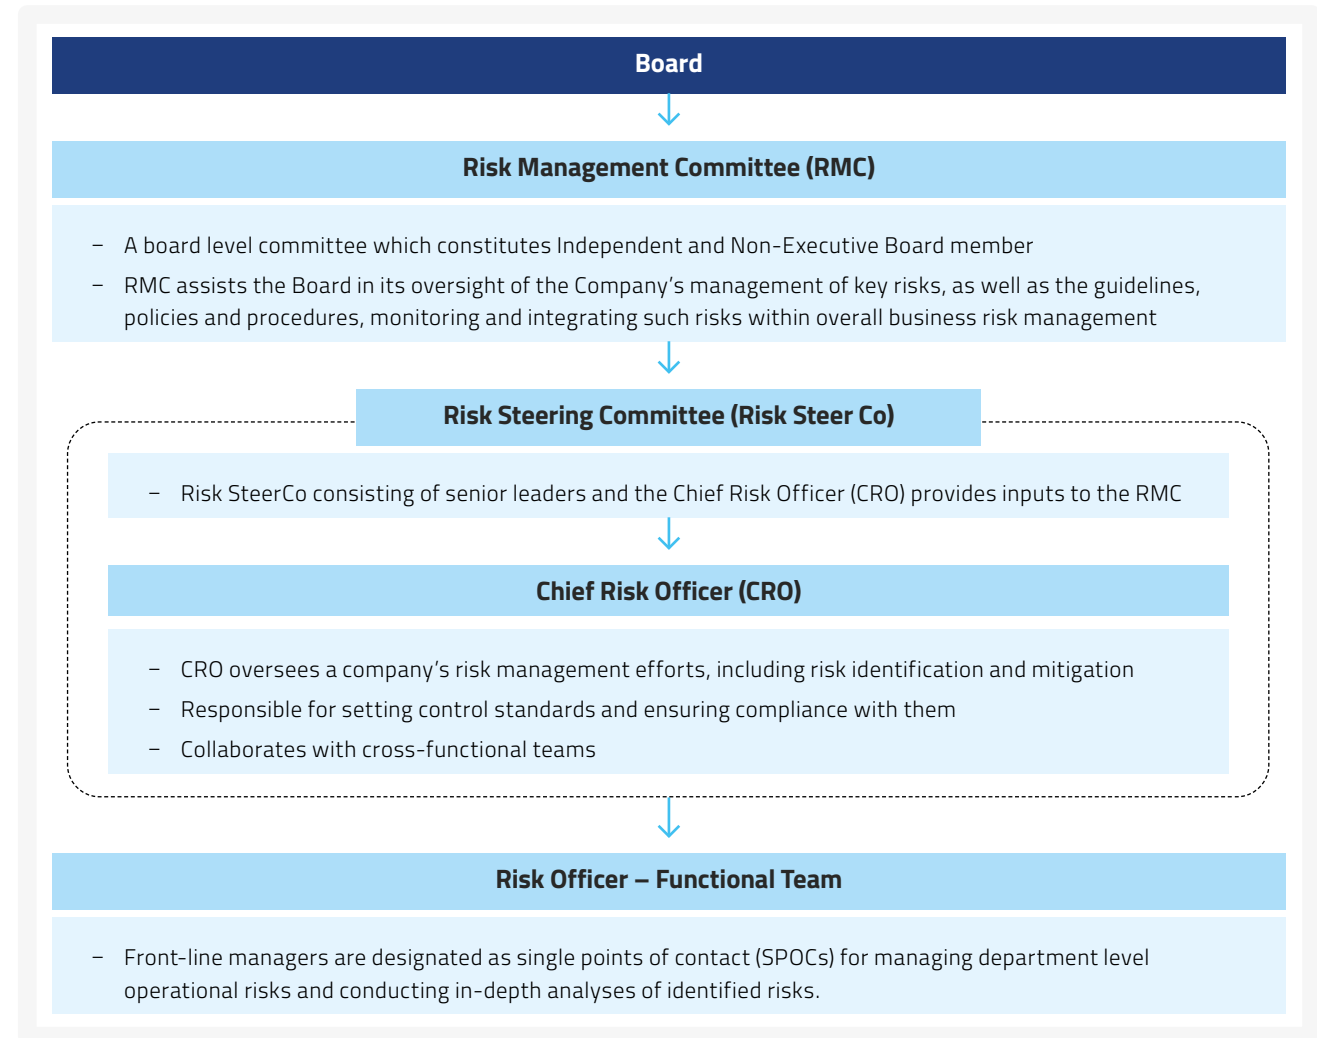 Board
Risk Management Committee (RMC)
– A board level committee which constitutes Independent and Non-Executive Board member
– RMC assists the Board in its oversight of the Company’s management of key risks, as well as the guidelines,
policies and procedures, monitoring and integrating such risks within overall business risk management
Risk Steering Committee (Risk Steer Co)
– Risk SteerCo consisting of senior leaders and the Chief Risk Officer (CRO) provides inputs to the RMC
Chief Risk Officer (CRO)
– CRO oversees a company’s risk management efforts, including risk identification and mitigation
– Responsible for setting control standards and ensuring compliance with them
– Collaborates with cross-functional teams
Risk Officer – Functional Team
– Front-line managers are designated as single points of contact (SPOCs) for managing department level
operational risks and conducting in-depth analyses of identified risks.